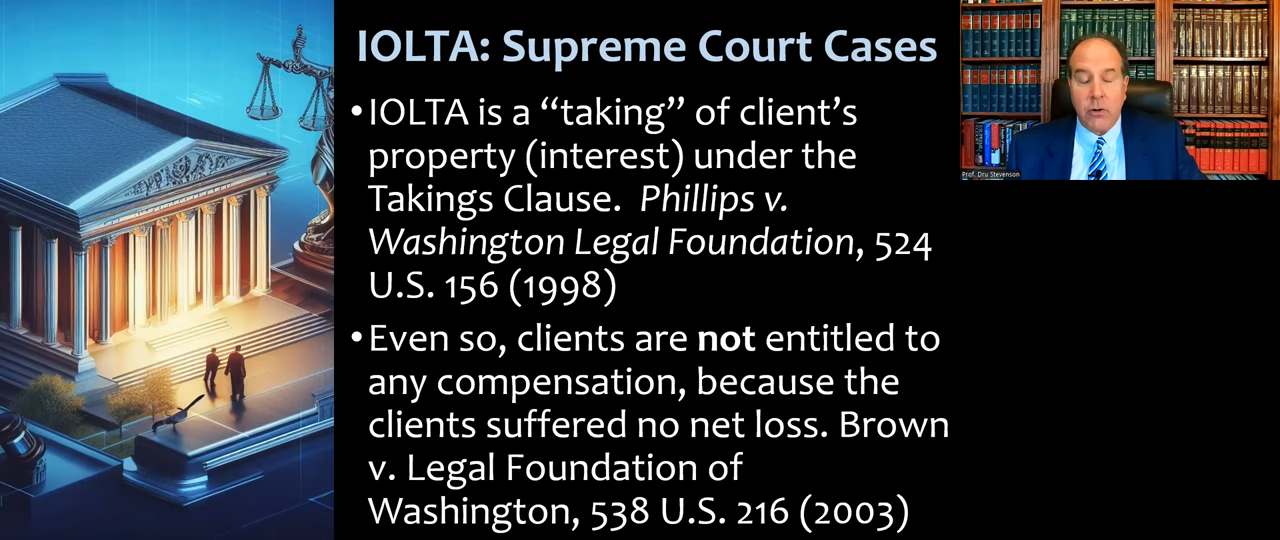 IOLTA: Supreme Court Cases
•IOLTA is a “taking” of client’s
property (interest) under the
Takings Clause. Phillips v.
Washington Legal Foundation, 524
U.S. 156 (1998)
•Even so, clients are not entitled to
any compensation, because the
clients suffered no net loss. Brown
v. Legal Foundation of
Washington, 538 U.S. 216 (2003)
Prof. Dru Stevenson